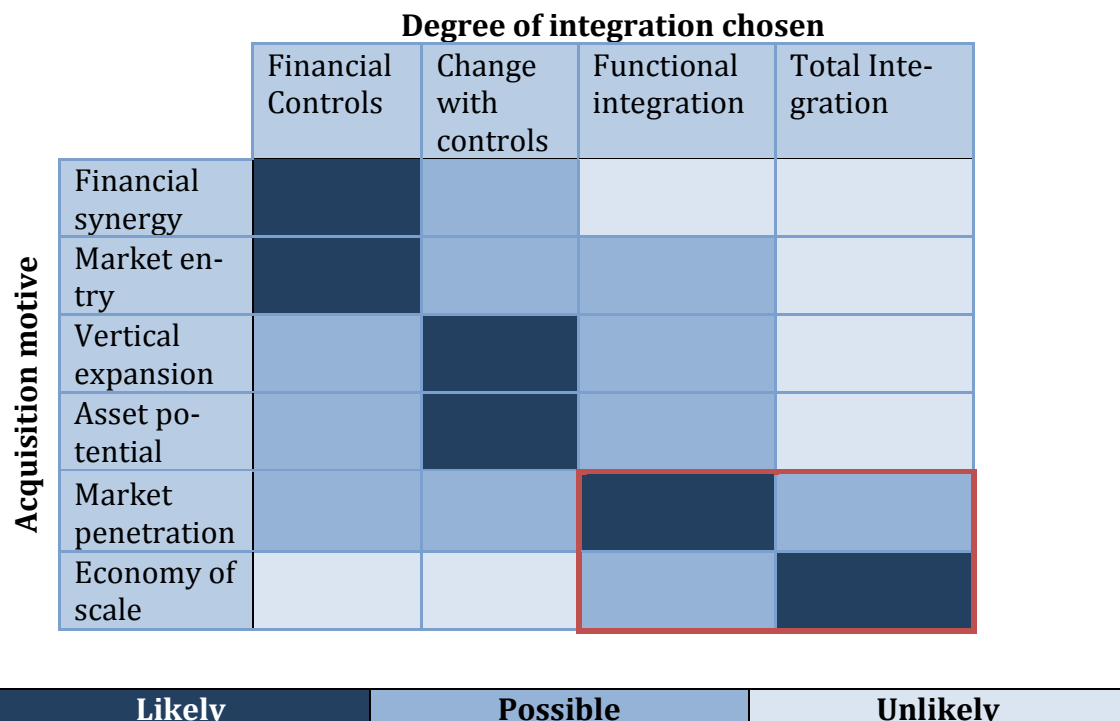 Degree of integration chosen
Financial
Controls
Change
with
controls
Functional
integration
Total Inte-
gration
Acquisition motive
Financial
synergy
Market en-
try
Vertical
expansion
Asset po-
tential
Market
penetration
Economy of
scale
Likely
Possible
Unlikely